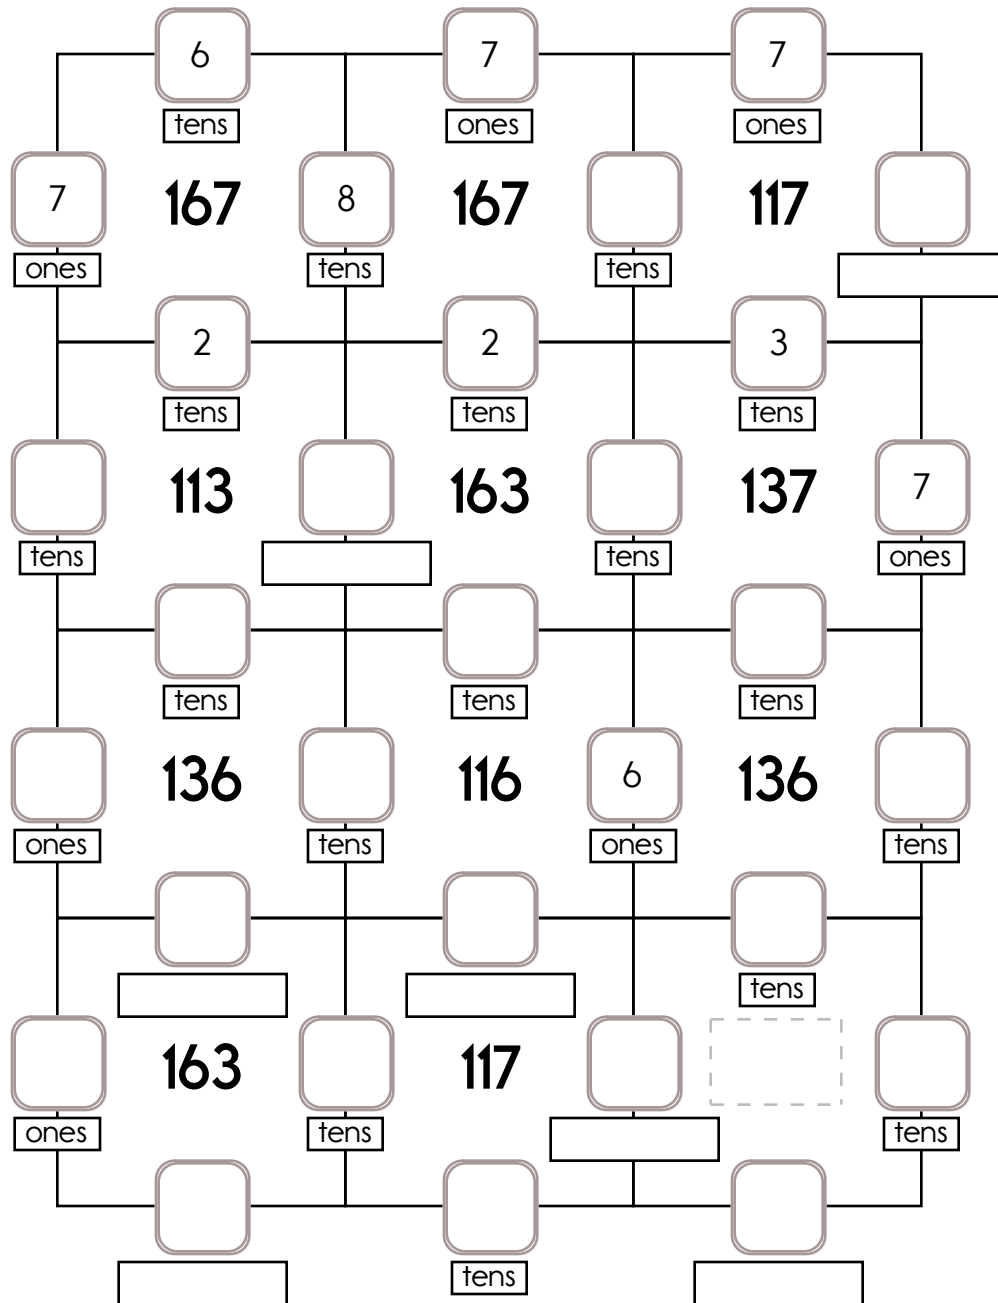 6 7 7
tens ones ones
7 167 8 167 117
ones tens tens
2 2 3
tens tens tens
113 163 137 7
tens tens ones
tens tens tens
136 116 6 136
ones tens ones tens
tens
163 117
ones tens tens
tens